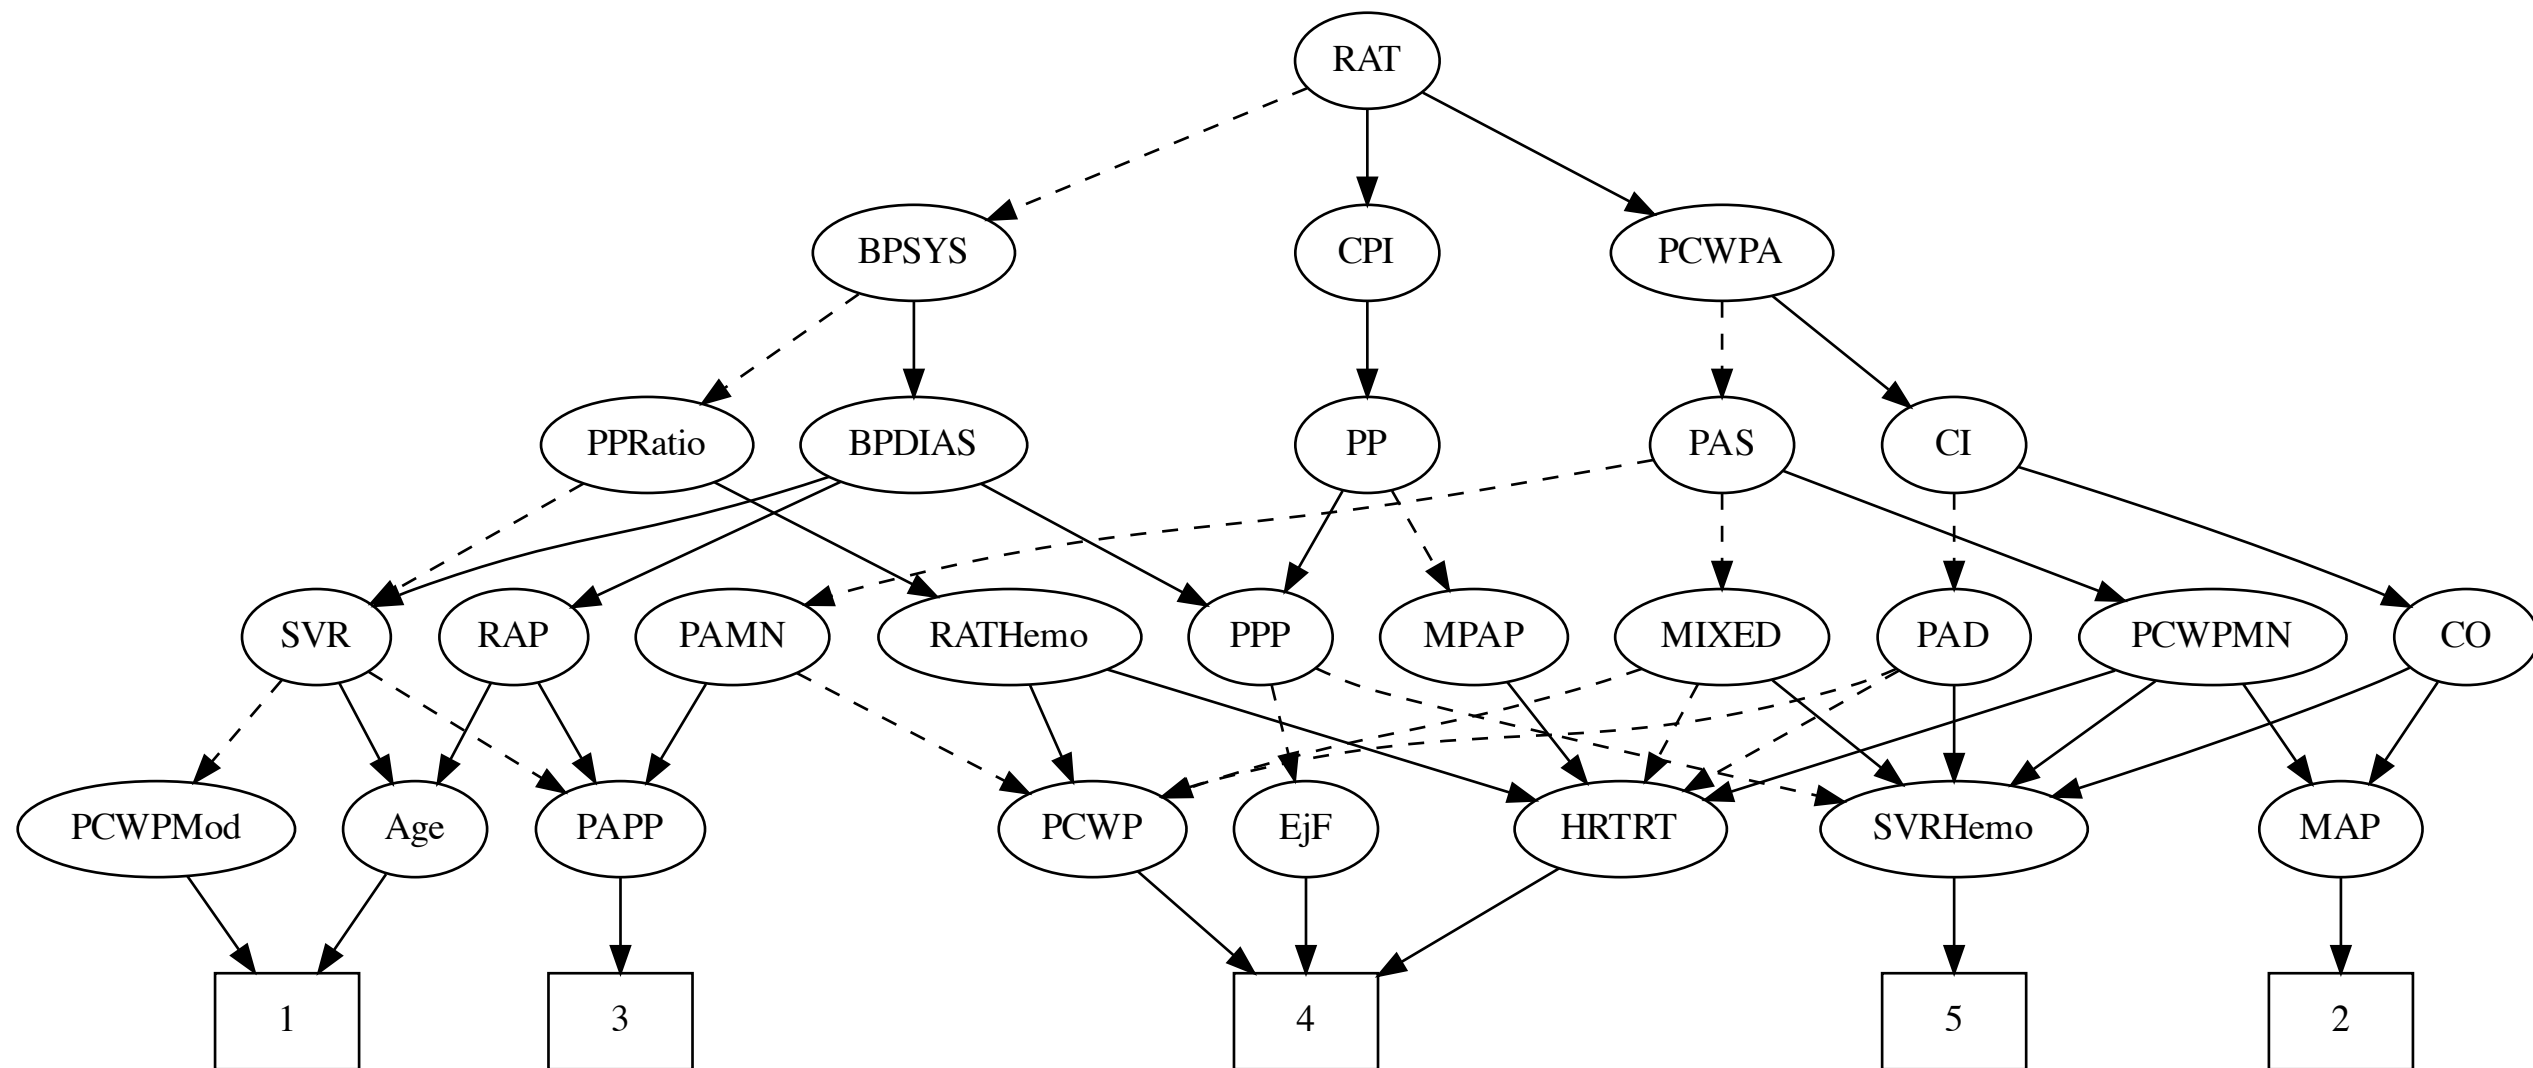 RAT
BPSYS
CPI
PCWPA
PPRatio
BPDIAS
PP
PAS
CI
SVR
RAP
PAMN
RATHemo
PPP
MPAP
MIXED
PAD
PCWPMN
CO
PCWPMod
Age
PAPP
PCWP
EjF
HRTRT
SVRHemo
MAP
1
3
4
5
2